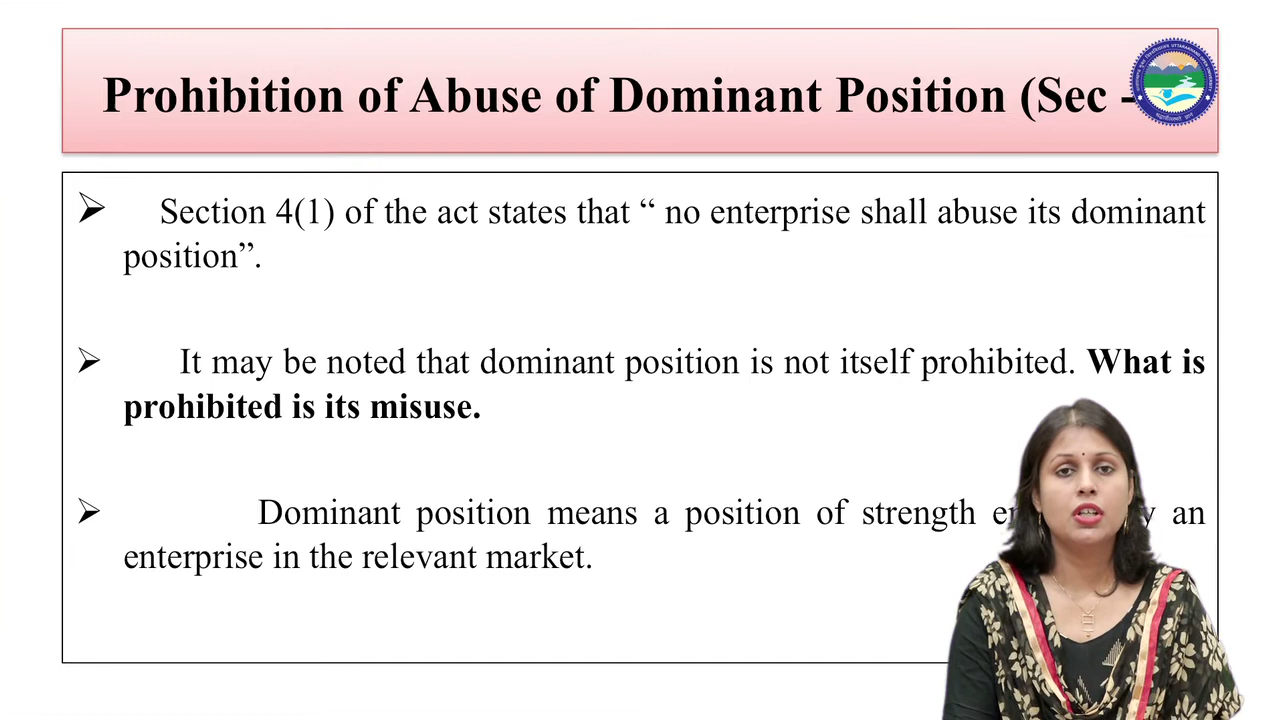 Prohibition of Abuse of Dominant Position (Sec -
➢ Section 4(1) of the act states that “ no enterprise shall abuse its dominant
position”.
➢ It may be noted that dominant position is not itself prohibited. What is
prohibited is its misuse.
➢ Dominant position means a position of strength an
enterprise in the relevant market.